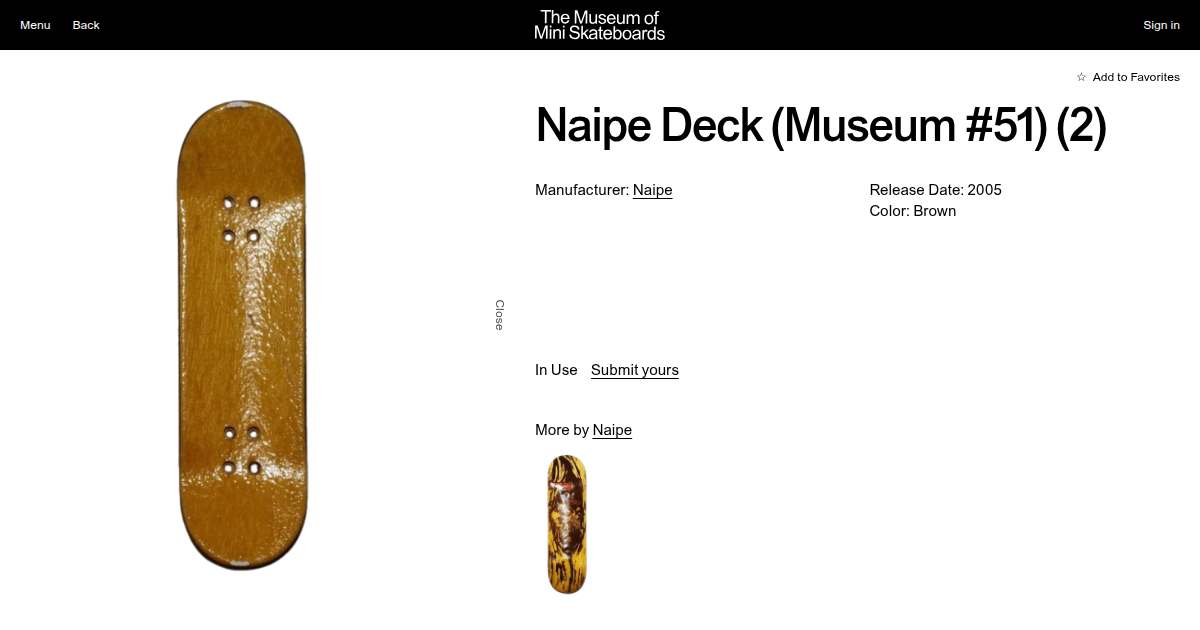 Menu
Back
The Museum of
Mini Skateboards
Sign in
☆ Add to Favorites
Naipe Deck (Museum #51) (2)
Manufacturer: Naipe
Release Date: 2005
Color: Brown
Close
In Use
Submit yours
More by Naipe